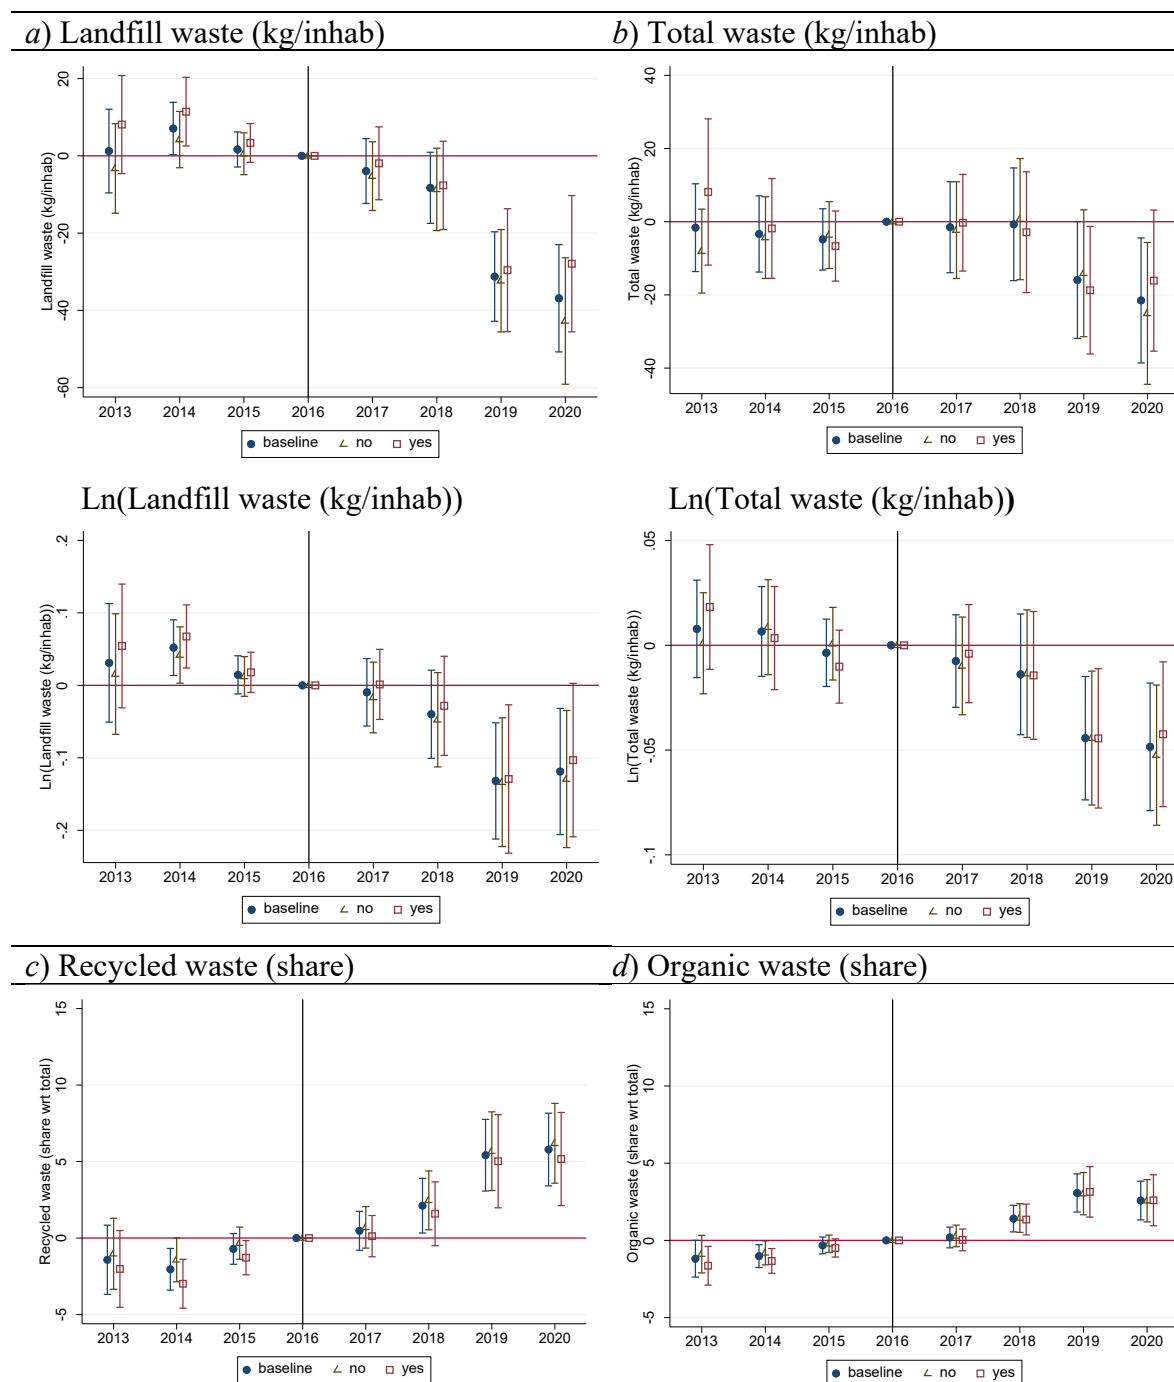 a) Landfill waste (kg/inhab)
b) Total waste (kg/inhab)
Landfill waste (kg/inhab)
20
0
-20
-40
-60
2013 2014 2015 2016 2017 2018 2019 2020
baseline no yes
Total waste (kg/inhab)
40
20
0
-20
-40
2013 2014 2015 2016 2017 2018 2019 2020
baseline no yes
Ln(Landfill waste (kg/inhab))
Ln(Total waste (kg/inhab))
Ln(Landfill waste (kg/inhab))
.2
.1
0
-.1
-.2
2013 2014 2015 2016 2017 2018 2019 2020
baseline no yes
Ln(Total waste (kg/inhab))
.05
0
-.05
-.1
2013 2014 2015 2016 2017 2018 2019 2020
baseline no yes
c) Recycled waste (share)
d) Organic waste (share)
Recycled waste (share wrt total)
15
10
5
0
-5
2013 2014 2015 2016 2017 2018 2019 2020
baseline no yes
Organic waste (share wrt total)
15
10
5
0
-5
2013 2014 2015 2016 2017 2018 2019 2020
baseline no yes